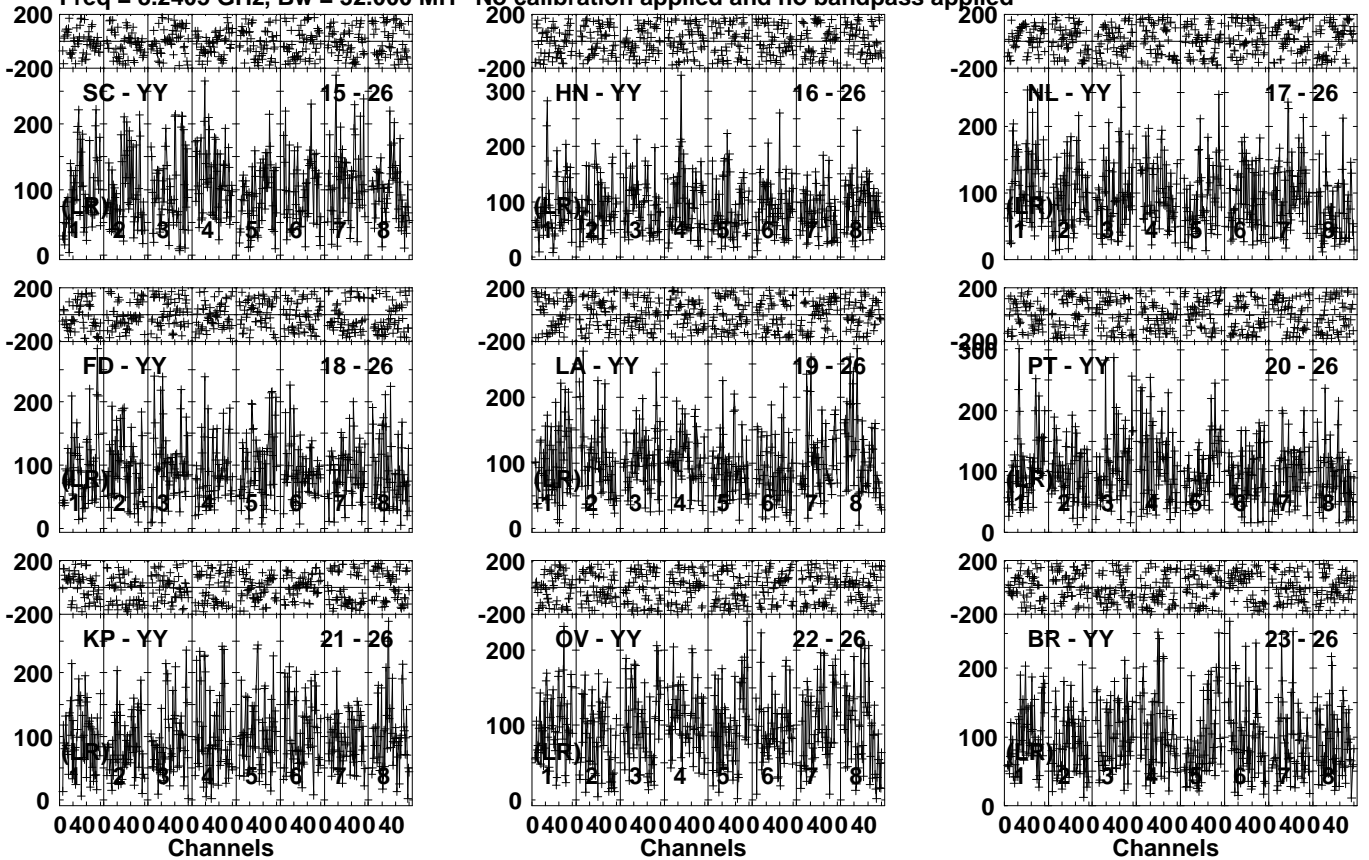 Freq = 8.2409 GHz, Bw = 32.000 MH No calibration applied and no bandpass applied
200 200 200
-200 -200 -200
SC - YY 15 - 26 300 HN - YY 16 - 26 NL - YY 17 - 26
200 200 200
100 100 100
(LR) (LR) (LR)
1 2 3 4 5 6 7 8 1 2 3 4 5 6 7 8 1 2 3 4 5 6 7 8
0 0 0
200 200 200
-200 -200 -200
300
FD - YY 18 - 26 LA - YY 19 - 26 PT - YY 20 - 26
200 200 200
100 100 100
(LR) (LR) (LR)
1 2 3 4 5 6 7 8 1 2 3 4 5 6 7 8 1 2 3 4 5 6 7 8
0 0 0
200 200 200
-200 -200 -200
KP - YY 21 - 26 OV - YY 22 - 26 BR - YY 23 - 26
200 200 200
100 100 100
(LR) (LR) (LR)
1 2 3 4 5 6 7 8 1 2 3 4 5 6 7 8 1 2 3 4 5 6 7 8
0 0 0
0 40 0 40 0 40 0 40 0 40 0 40 0 40 0 40 0 40 0 40 0 40 0 40 0 40 0 40 0 40 0 40 0 40 0 40 0 40 0 40 0 40 0 40 0 40 0 40
Channels Channels Channels